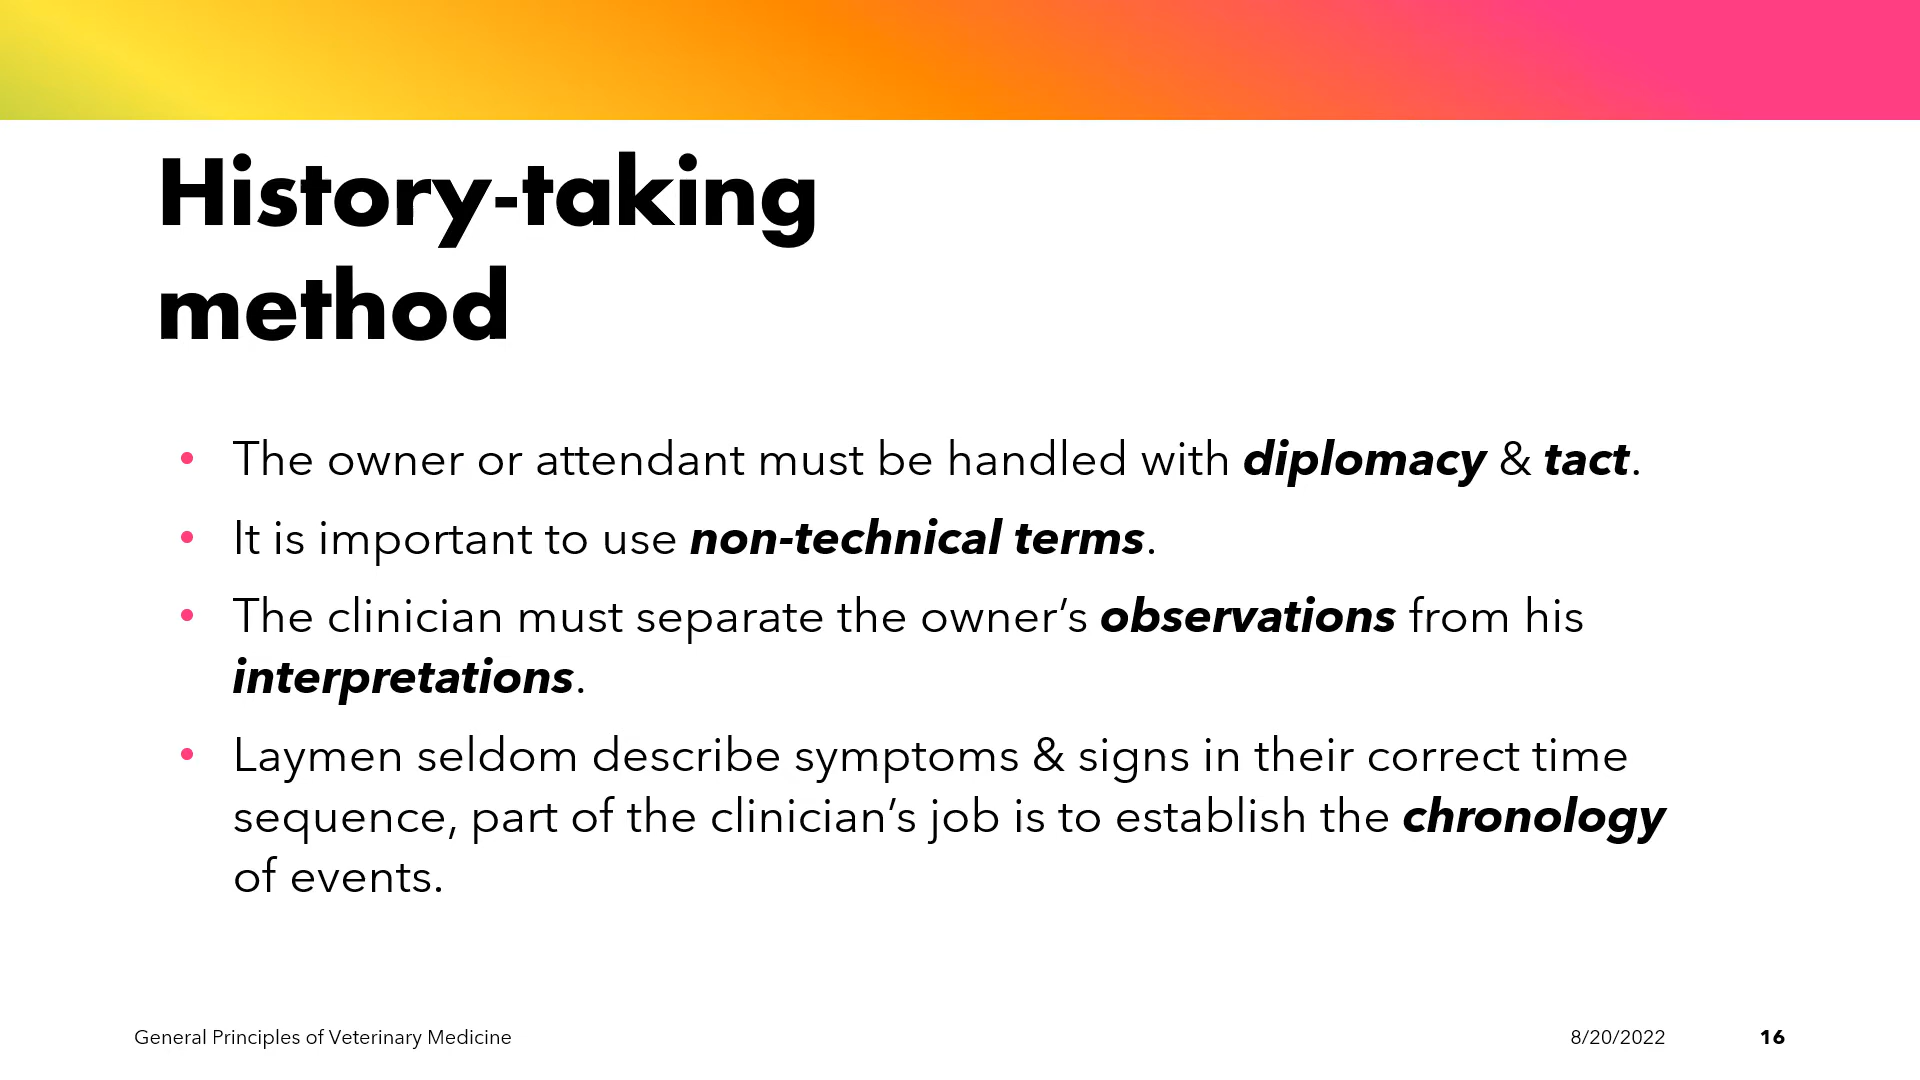 History-taking
method
• The owner or attendant must be handled with diplomacy & tact.
• It is important to use non-technical terms.
• The clinician must separate the owner’s observations from his
interpretations.
• Laymen seldom describe symptoms & signs in their correct time
sequence, part of the clinician’s job is to establish the chronology
of events.
General Principles of Veterinary Medicine
8/20/2022
16